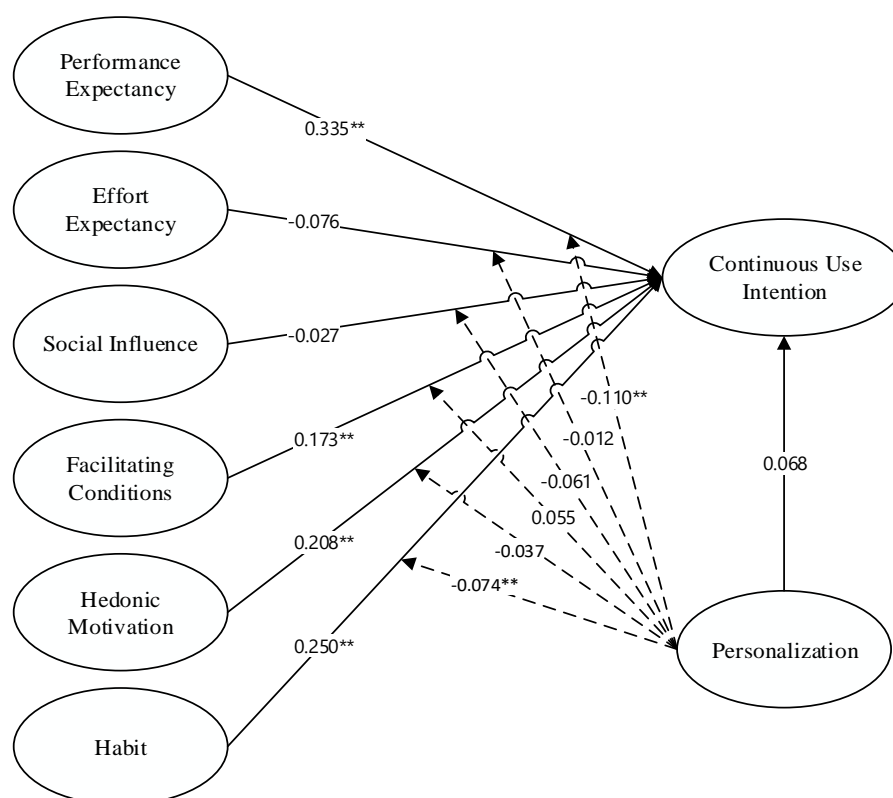 Performance
Expectancy
0.335**
Effort
Expectancy
-0.076
Continuous Use
Intention
Social Influence
-0.027
-0.110**
-0.012
Facilitating
Conditions
0.173**
0.068
-0.061
0.055
0.208**
-0.037
-0.074**
Hedonic
Motivation
0.250**
Personalization
Habit